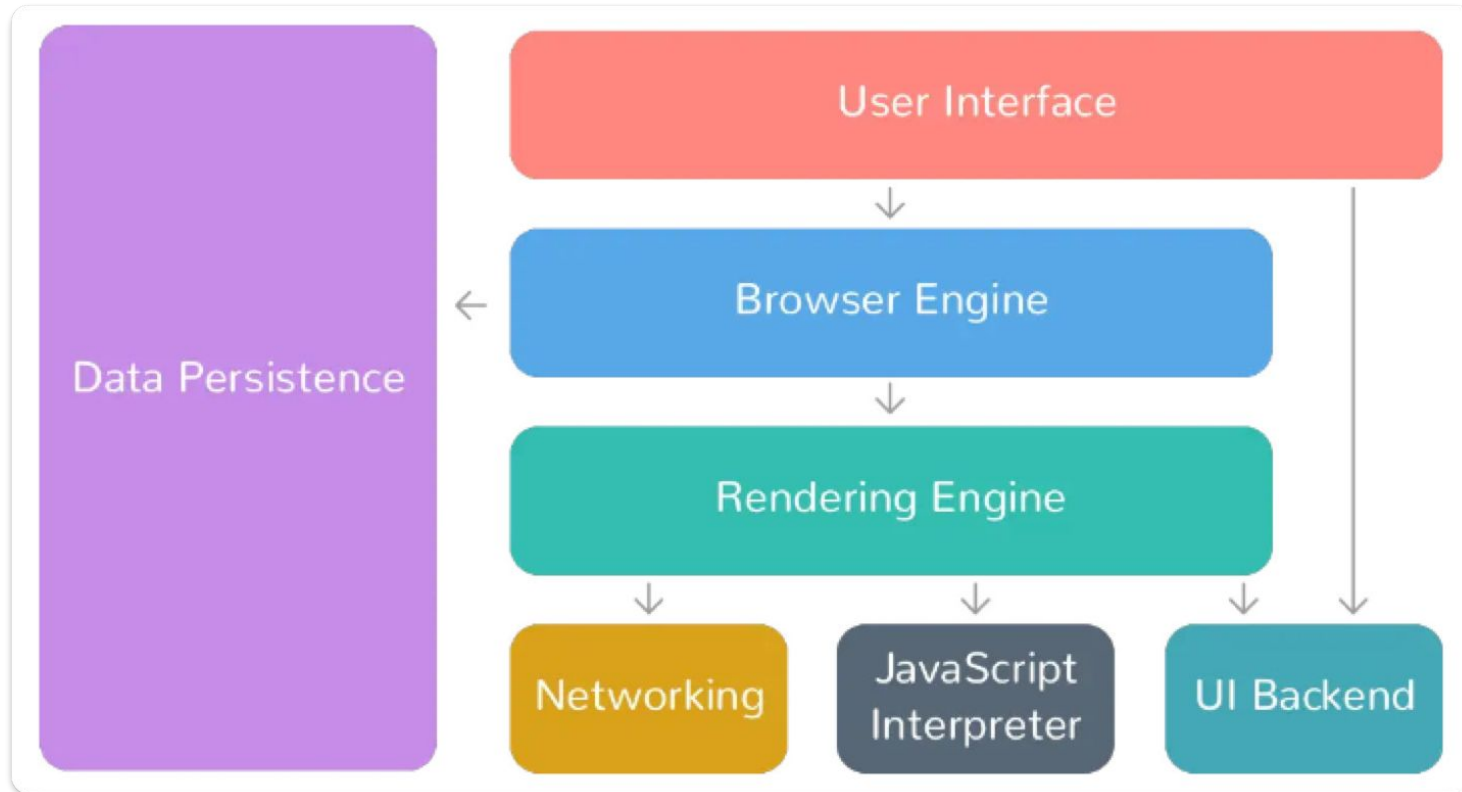 User Interface
Browser Engine
Data Persistence
Rendering Engine
Networking
JavaScript
Interpreter
UI Backend